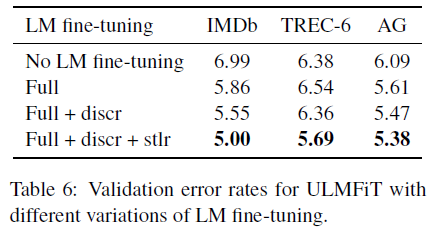 LM fine-tuning IMDb TREC-6 AG
No LM fine-tuning 6.99 6.38 6.09
Full 5.86 6.54 5.61
Full + discr 5.55 6.36 5.47
Full + discr + stlr 5.00 5.69 5.38
Table 6: Validation error rates for ULMFiT with
different variations of LM fine-tuning.